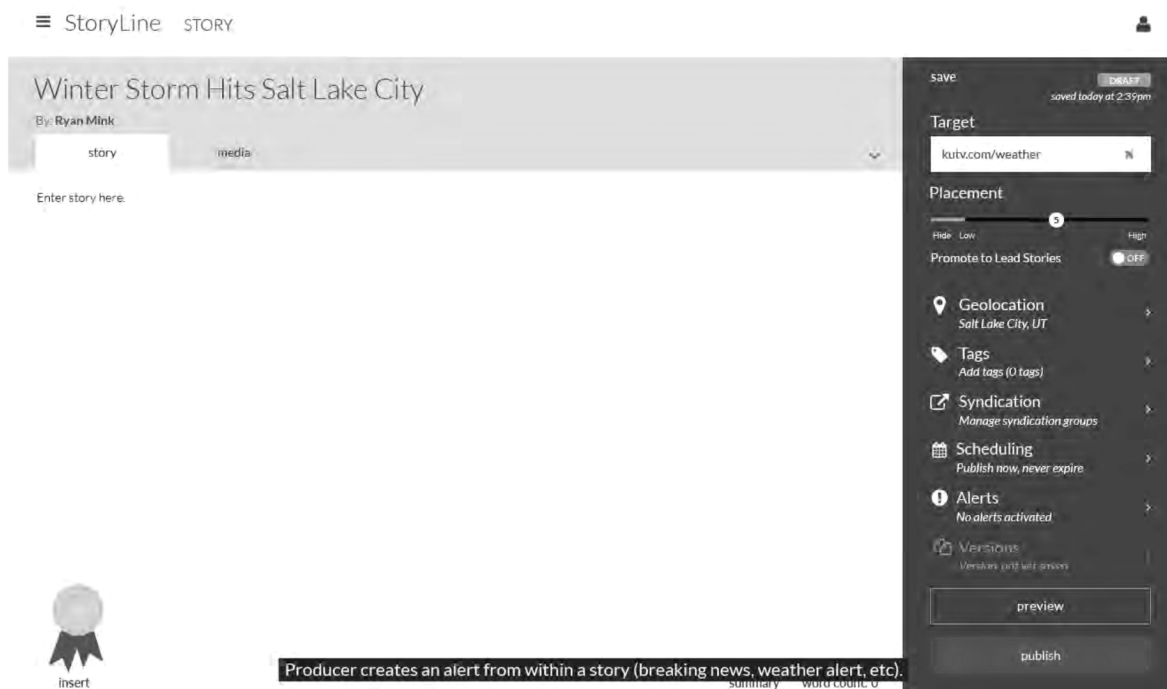 StoryLine STORY
Winter Storm Hits Salt Lake City
By: Ryan Mink
story media
Enter story here.
insert
summary word count: 0
Producer creates an alert from within a story (breaking news, weather alert, etc).
save DRAFT
saved today at 2:39pm
Target
kutv.com/weather
Placement
5
Hide Low High
Promote to Lead Stories OFF
Geolocation
Salt Lake City, UT
Tags
Add tags (0 tags)
Syndication
Manage syndication groups
Scheduling
Publish now, never expire
Alerts
No alerts activated
Versions
Version not yet saved
preview
publish